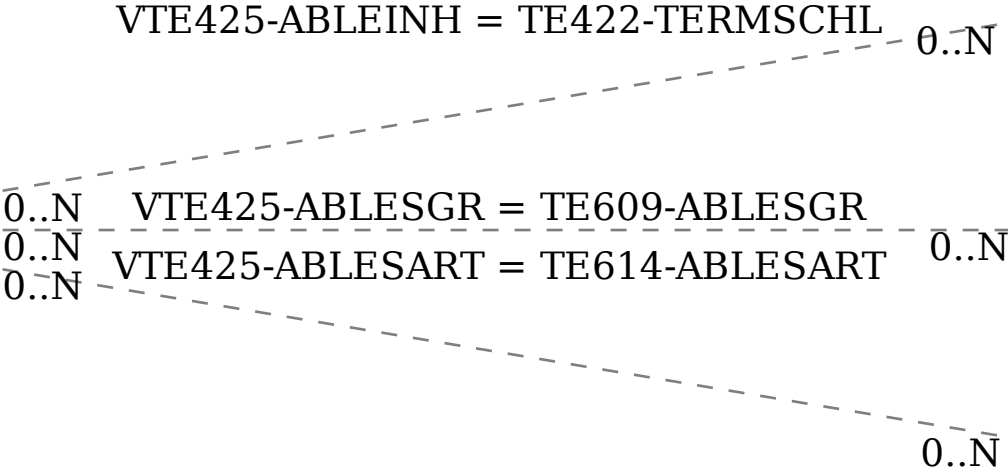 VTE425-ABLEINH = TE422-TERMSCHL
0..N
0..N
VTE425-ABLESGR = TE609-ABLESGR
0..N
0..N
VTE425-ABLESART = TE614-ABLESART
0..N
0..N